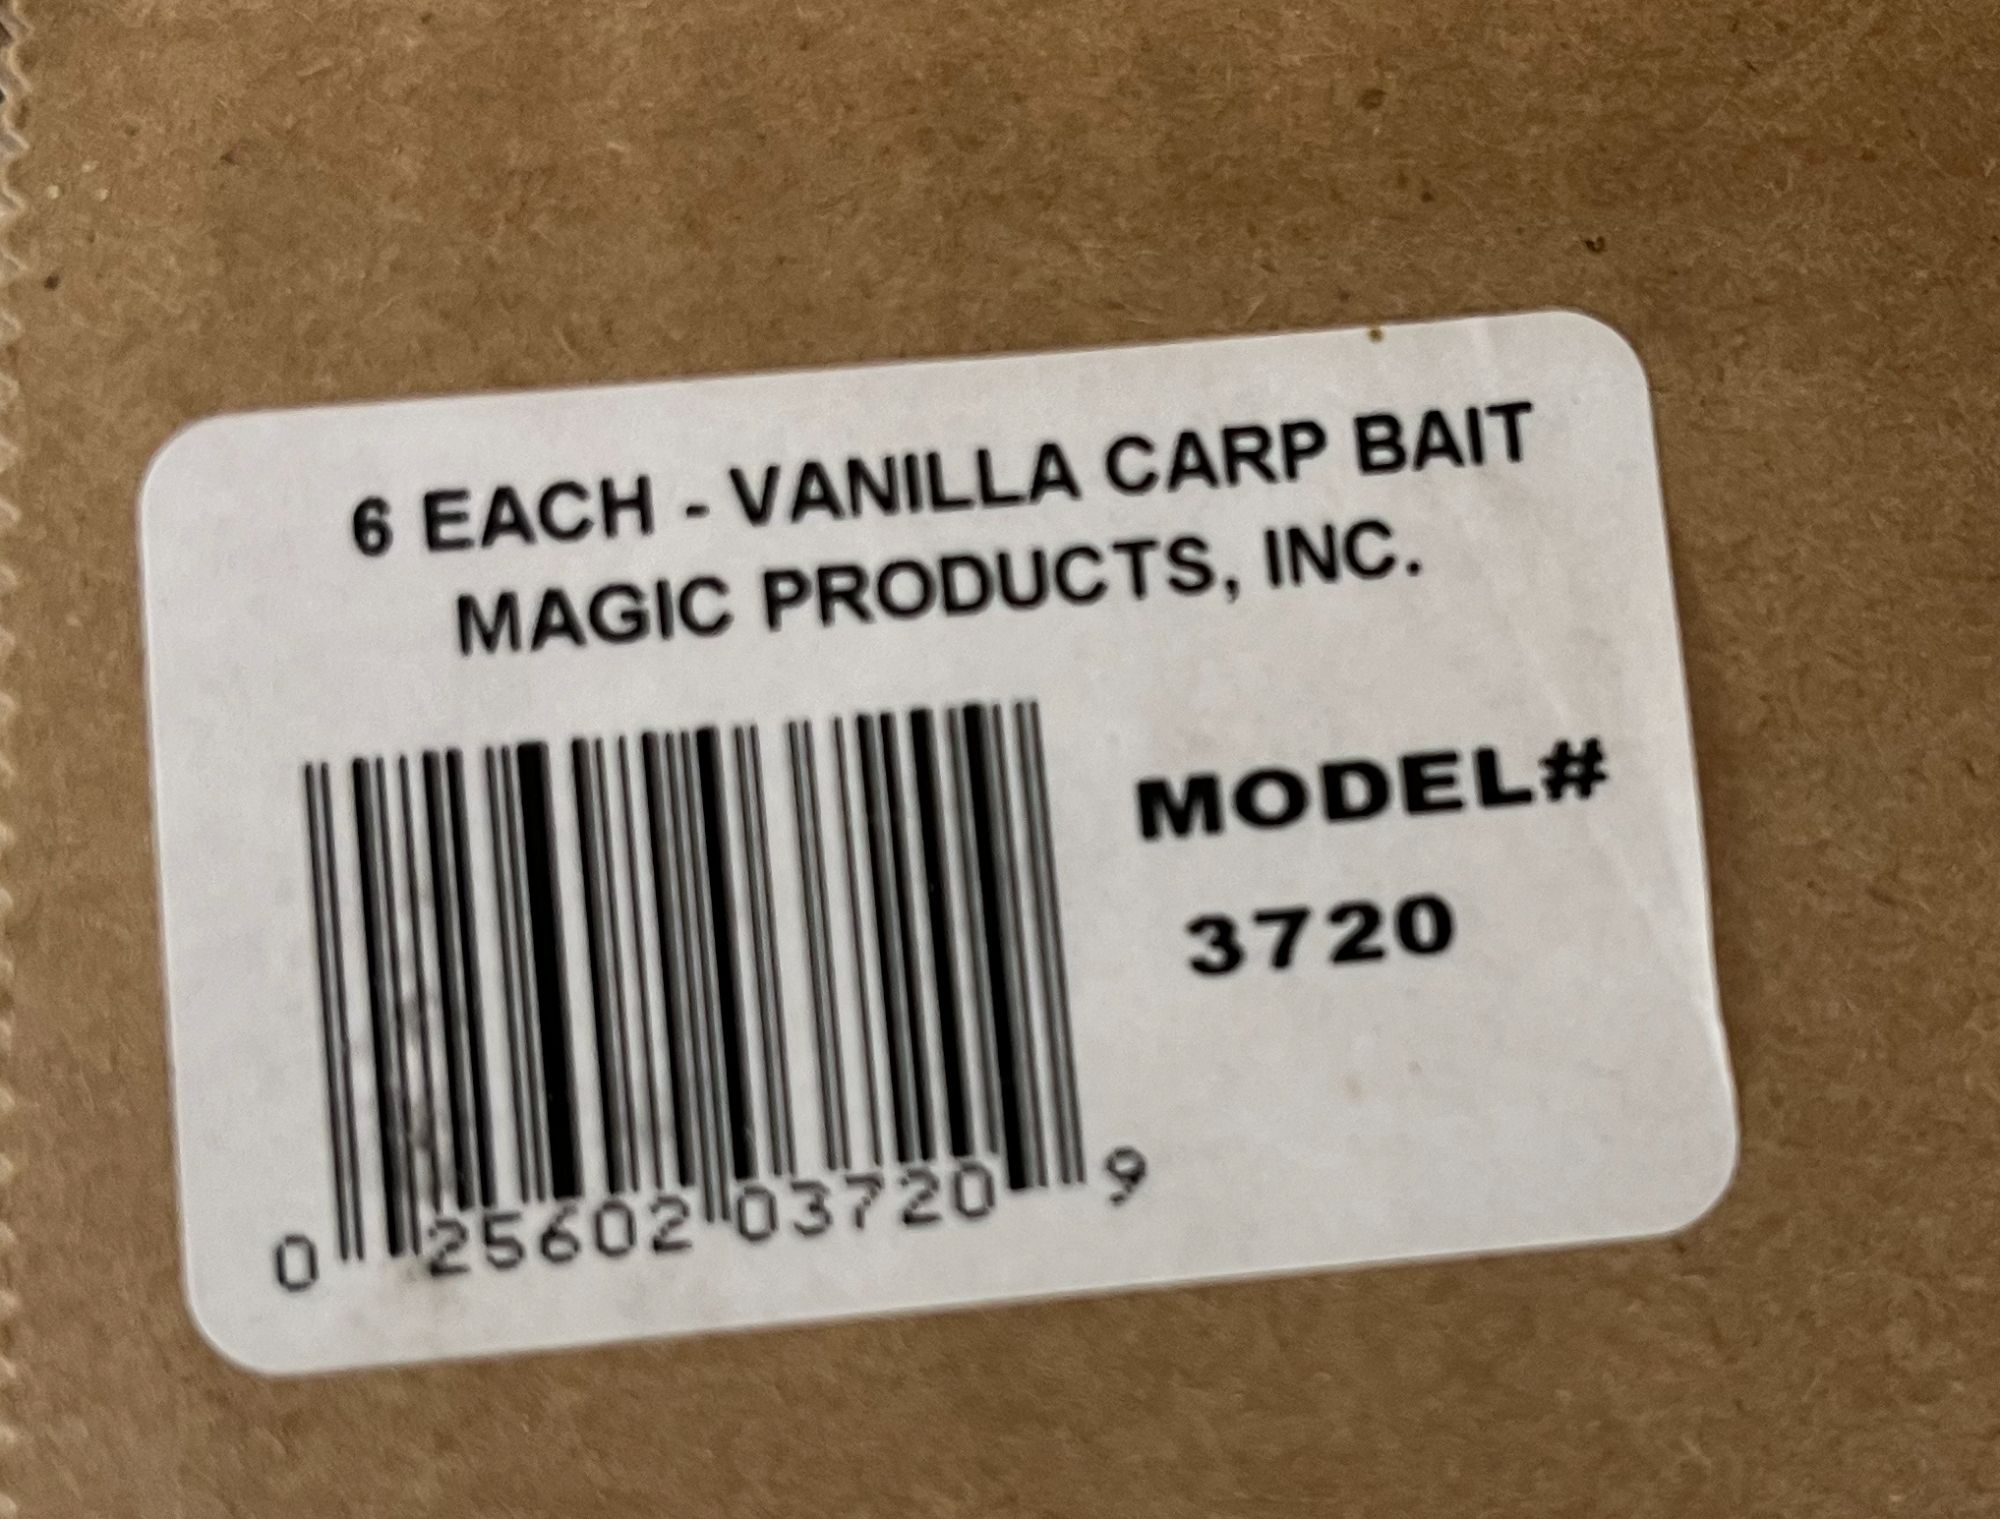 6 EACH - VANILLA CARP BAIT
MAGIC PRODUCTS, INC.
MODEL#
3720
0 25602 03720 9